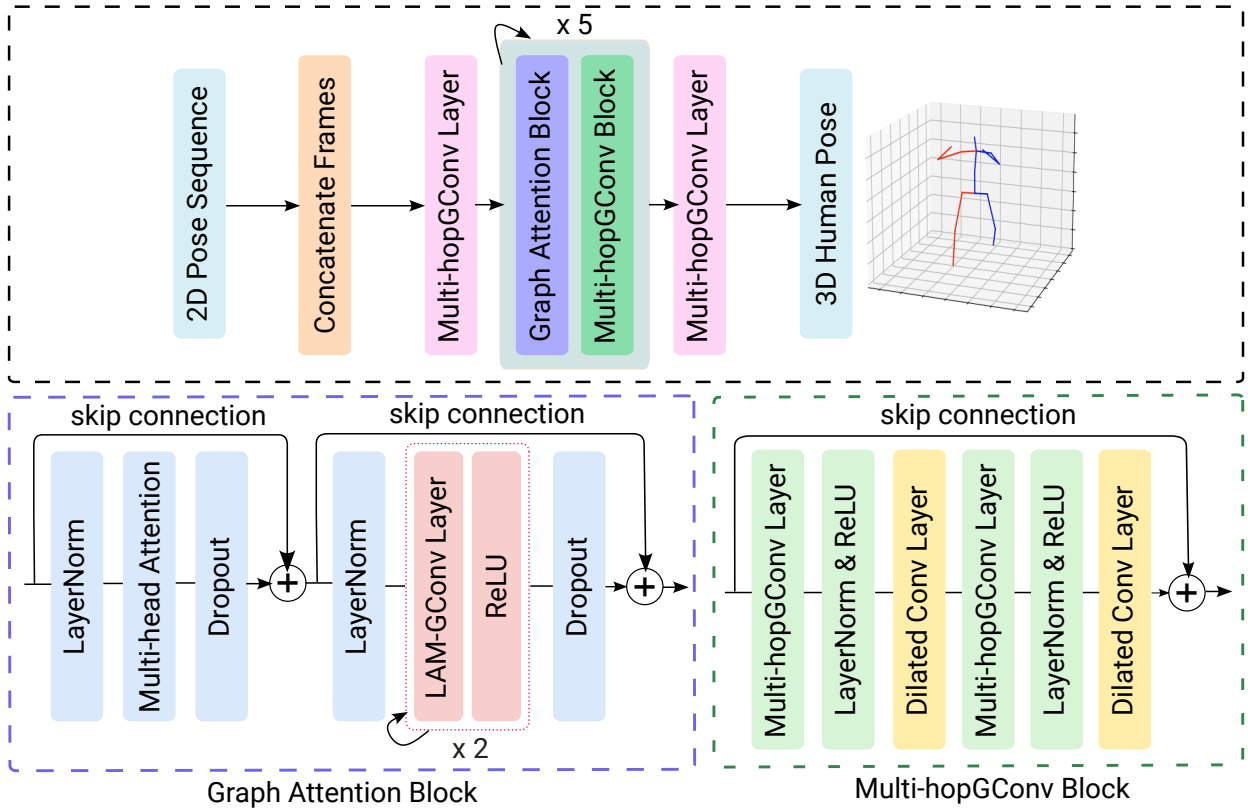 x 5
2D Pose Sequence
Concatenate Frames
Multi-hopGConv Layer
Graph Attention Block
Multi-hopGConv Block
Multi-hopGConv Layer
3D Human Pose
skip connection
skip connection
LayerNorm
Multi-head Attention
Dropout
+
LayerNorm
LAM-GConv Layer
ReLU
Dropout
+
x 2
Graph Attention Block
skip connection
Multi-hopGConv Layer
LayerNorm & ReLU
Dilated Conv Layer
Multi-hopGConv Layer
LayerNorm & ReLU
Dilated Conv Layer
+
Multi-hopGConv Block